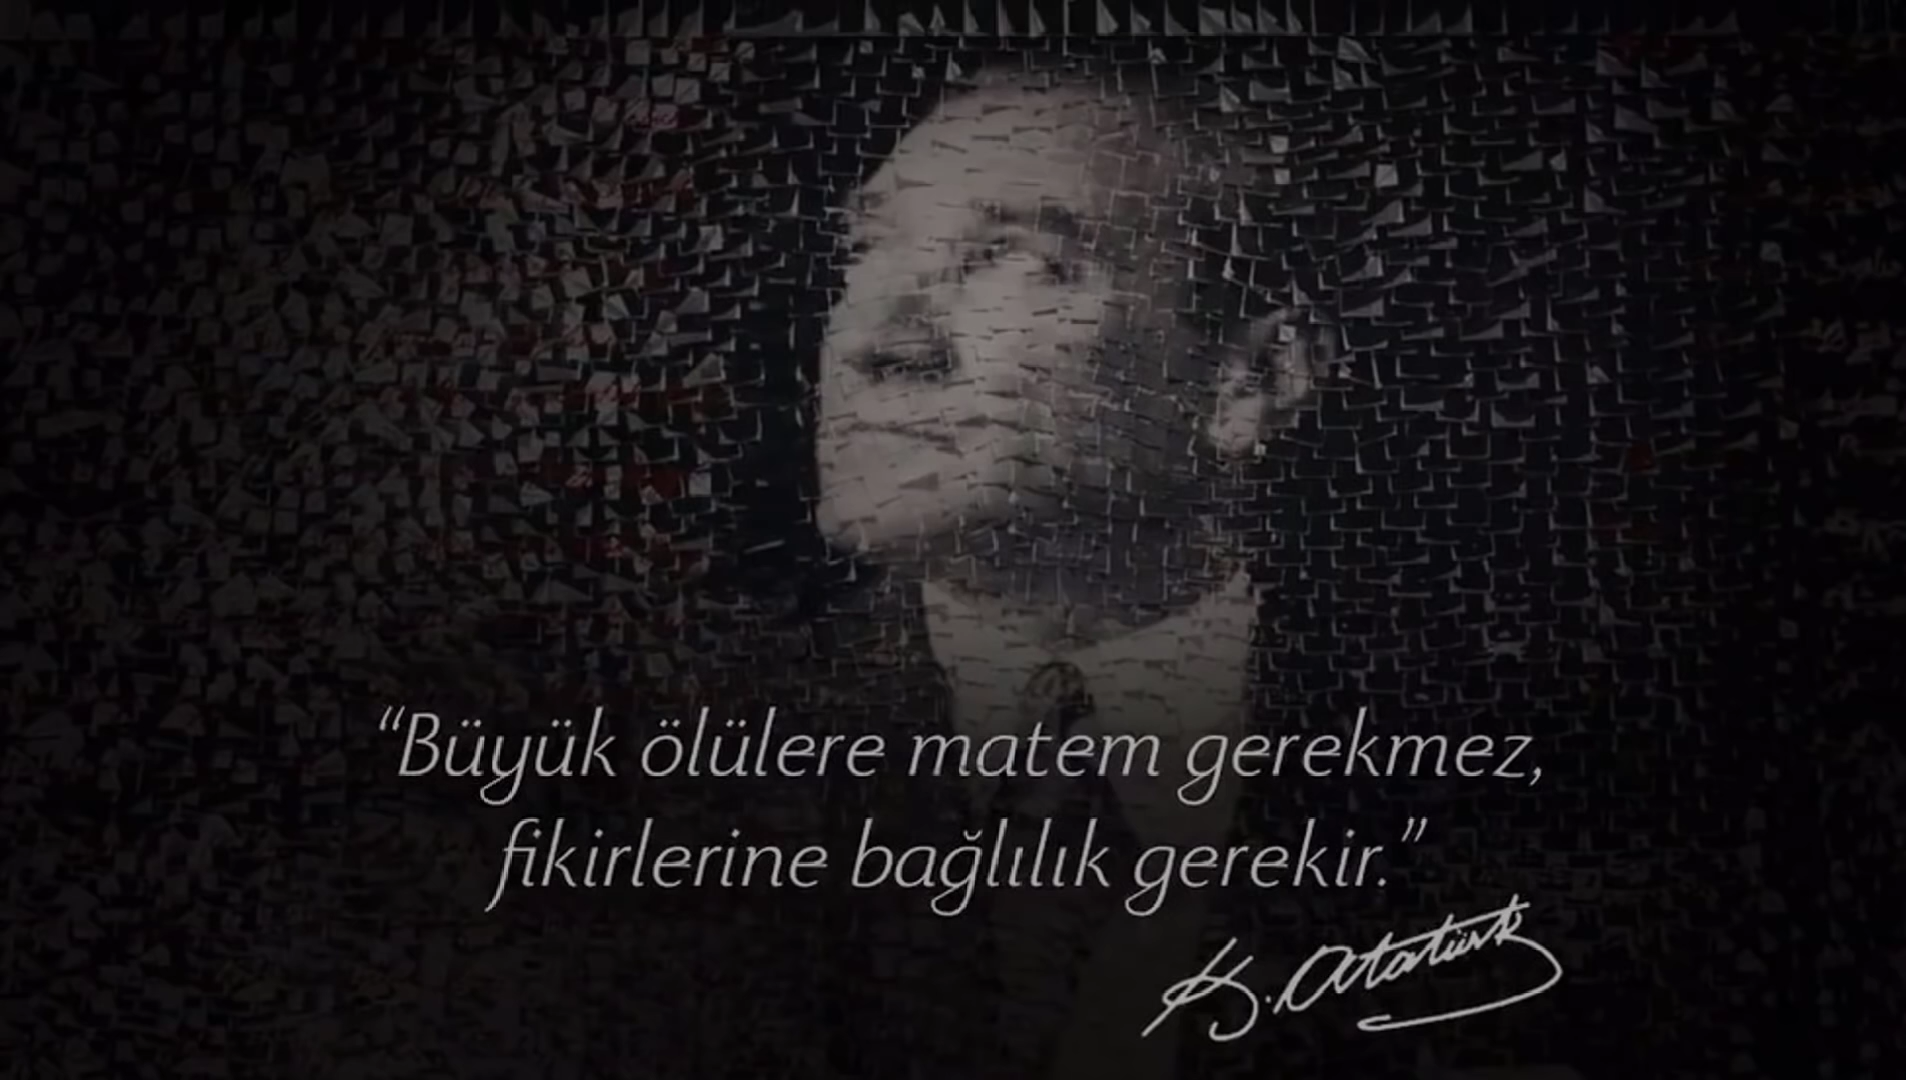 “Büyük ölülere matem gerekmez,
fikirlerine bağlılık gerekir.”
K. Atatürk